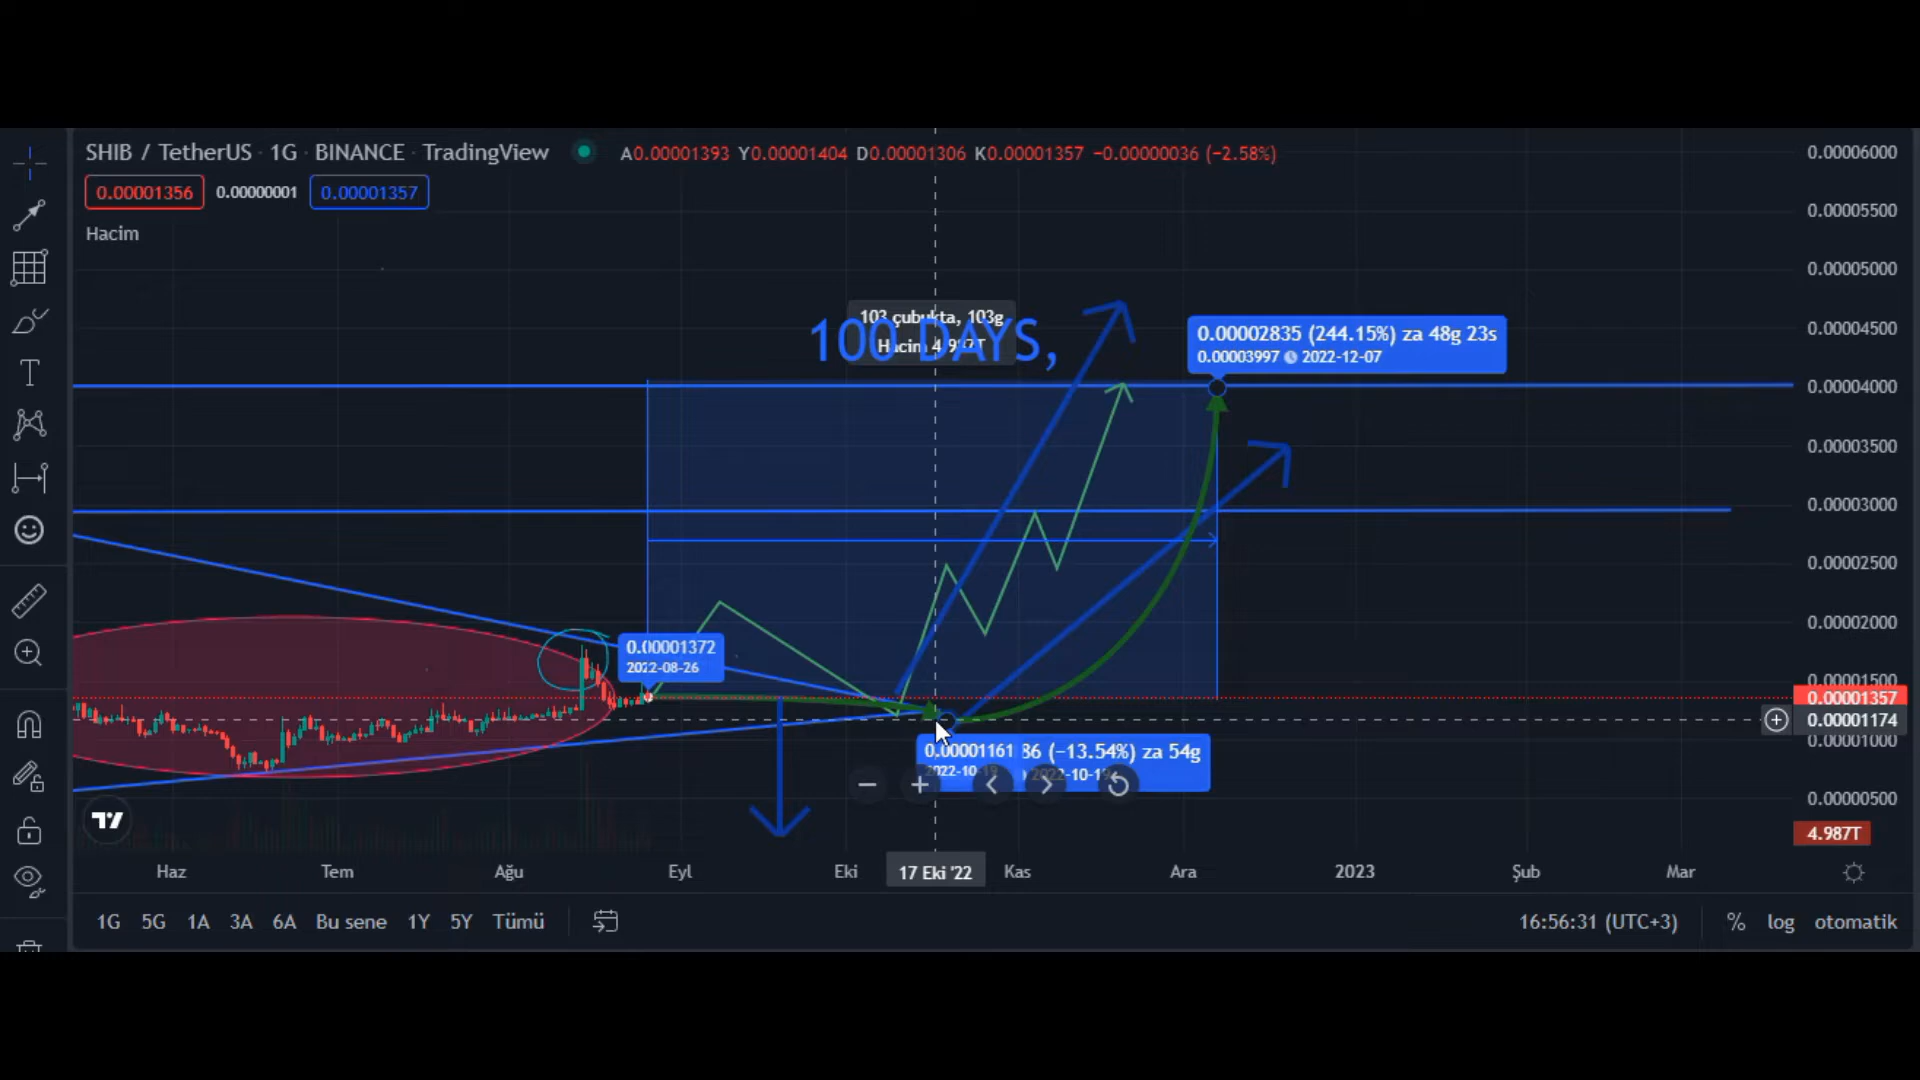 SHIB / TetherUS · 1G · BINANCE · TradingView
A0.00001393 Y0.00001404 D0.00001306 K0.00001357 −0.00000036 (−2.58%)
0.00001356 0.00000001 0.00001357
Hacim
103 çubukta, 103g
Hacim 4.987T
100 DAYS,
0.00002835 (244.15%) za 48g 23s
0.00003997 2022-12-07
0.00001372
2022-08-26
0.00001161 86 (−13.54%) za 54g
2022-10-19 2022-10-19
0.00006000
0.00005500
0.00005000
0.00004500
0.00004000
0.00003500
0.00003000
0.00002500
0.00002000
0.00001500
0.00001357
0.00001174
0.00001000
0.00000500
4.987T
Haz Tem Ağu Eyl Eki 17 Eki '22 Kas Ara 2023 Şub Mar
1G 5G 1A 3A 6A Bu sene 1Y 5Y Tümü 16:56:31 (UTC+3) % log otomatik